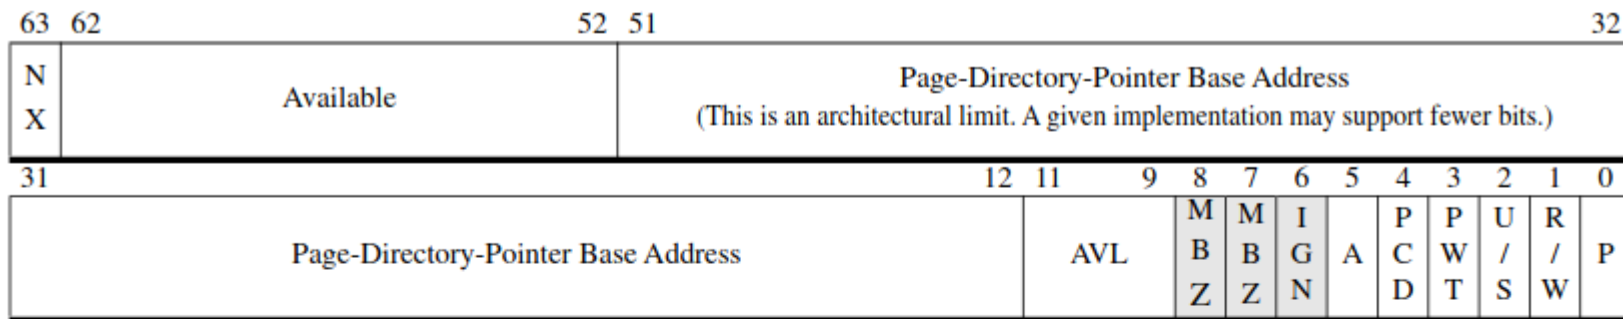 63 62 52 51 32
N X
Available
Page-Directory-Pointer Base Address
(This is an architectural limit. A given implementation may support fewer bits.)
31 12 11 9 8 7 6 5 4 3 2 1 0
Page-Directory-Pointer Base Address
AVL
M B Z
M B Z
I G N
A
P C D
P W T
U / S
R / W
P